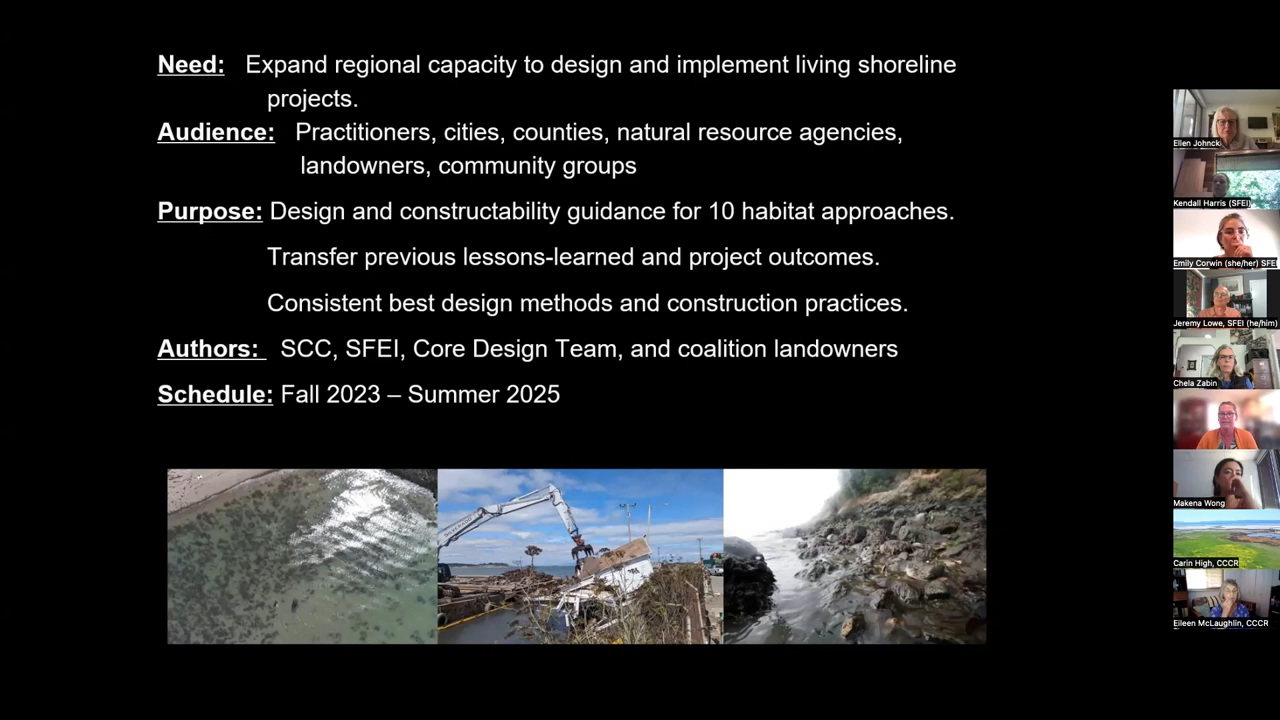 Need: Expand regional capacity to design and implement living shoreline
projects.
Audience: Practitioners, cities, counties, natural resource agencies,
landowners, community groups
Purpose: Design and constructability guidance for 10 habitat approaches.
Transfer previous lessons-learned and project outcomes.
Consistent best design methods and construction practices.
Authors: SCC, SFEI, Core Design Team, and coalition landowners
Schedule: Fall 2023 – Summer 2025
Ellen Johnck
Kendall Harris (SFEI)
Emily Corwin (she/her) SFEI
Jeremy Lowe, SFEI (he/him)
Chela Zabin
Makena Wong
Carin High, CCCR
Eileen McLaughlin, CCCR